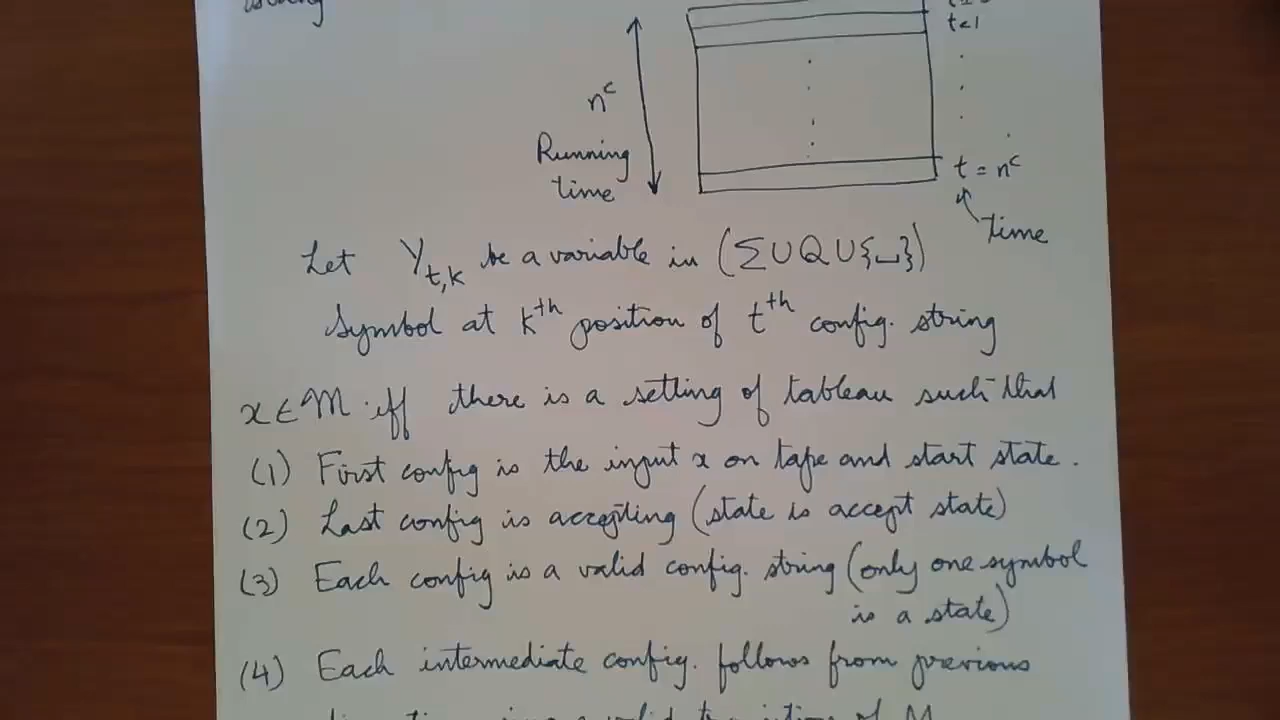 t=1
n^c
Running
time
t = n^c
time
Let Y_{t,k} be a variable in (Σ∪Q∪{␣})
Symbol at k^th position of t^th config. string
x ∈ M iff there is a setting of tableau such that
(1) First config is the input x on tape and start state.
(2) Last config is accepting (state is accept state)
(3) Each config is a valid config. string (only one symbol
is a state)
(4) Each intermediate config. follows from previous